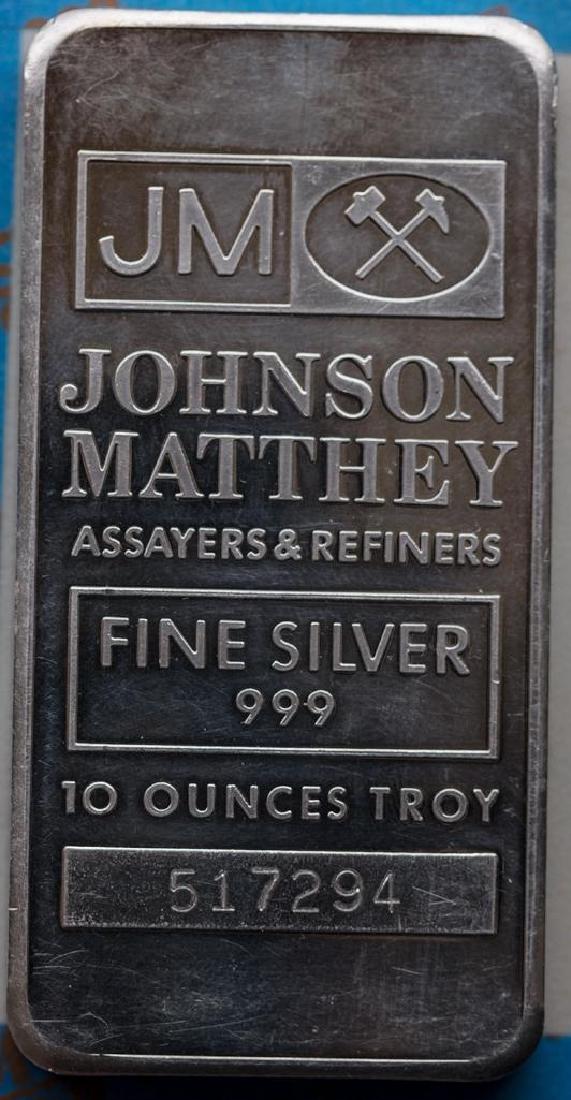 JM
JOHNSON
MATTHEY
ASSAYERS & REFINERS
FINE SILVER
999
10 OUNCES TROY
517294